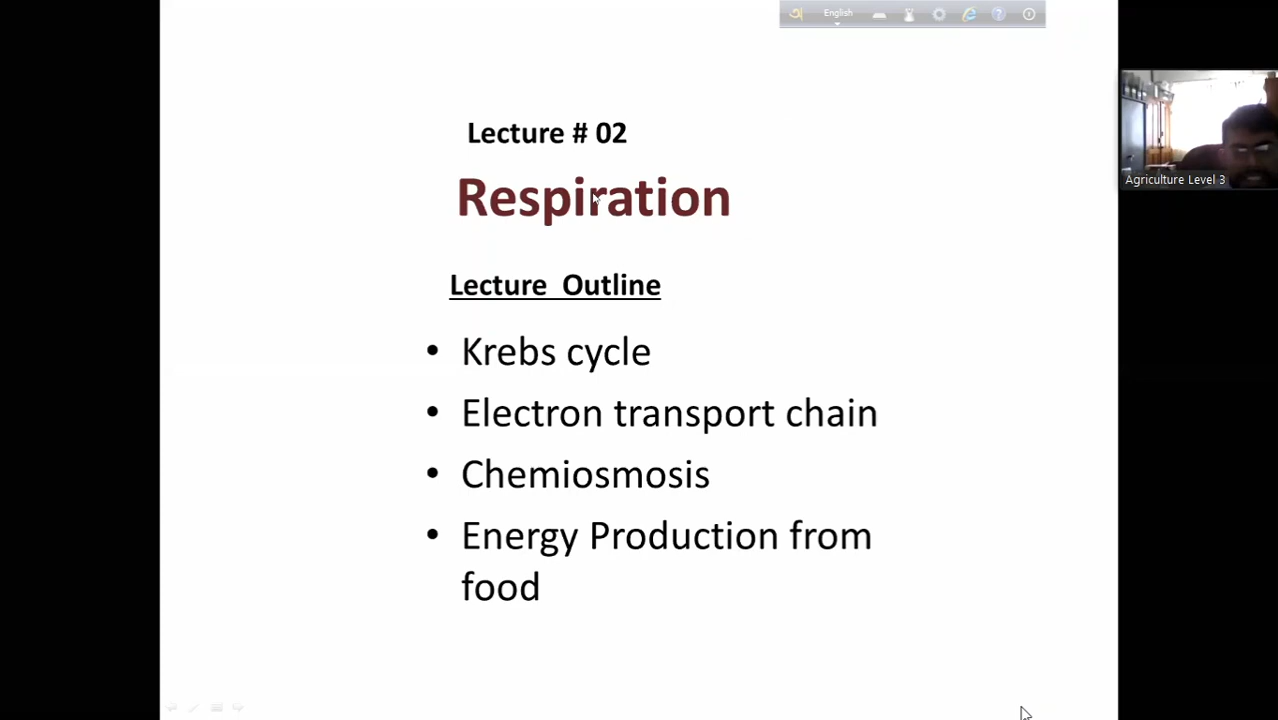 অ English
Lecture # 02
Respiration
Agriculture Level 3
Lecture Outline
• Krebs cycle
• Electron transport chain
• Chemiosmosis
• Energy Production from
food